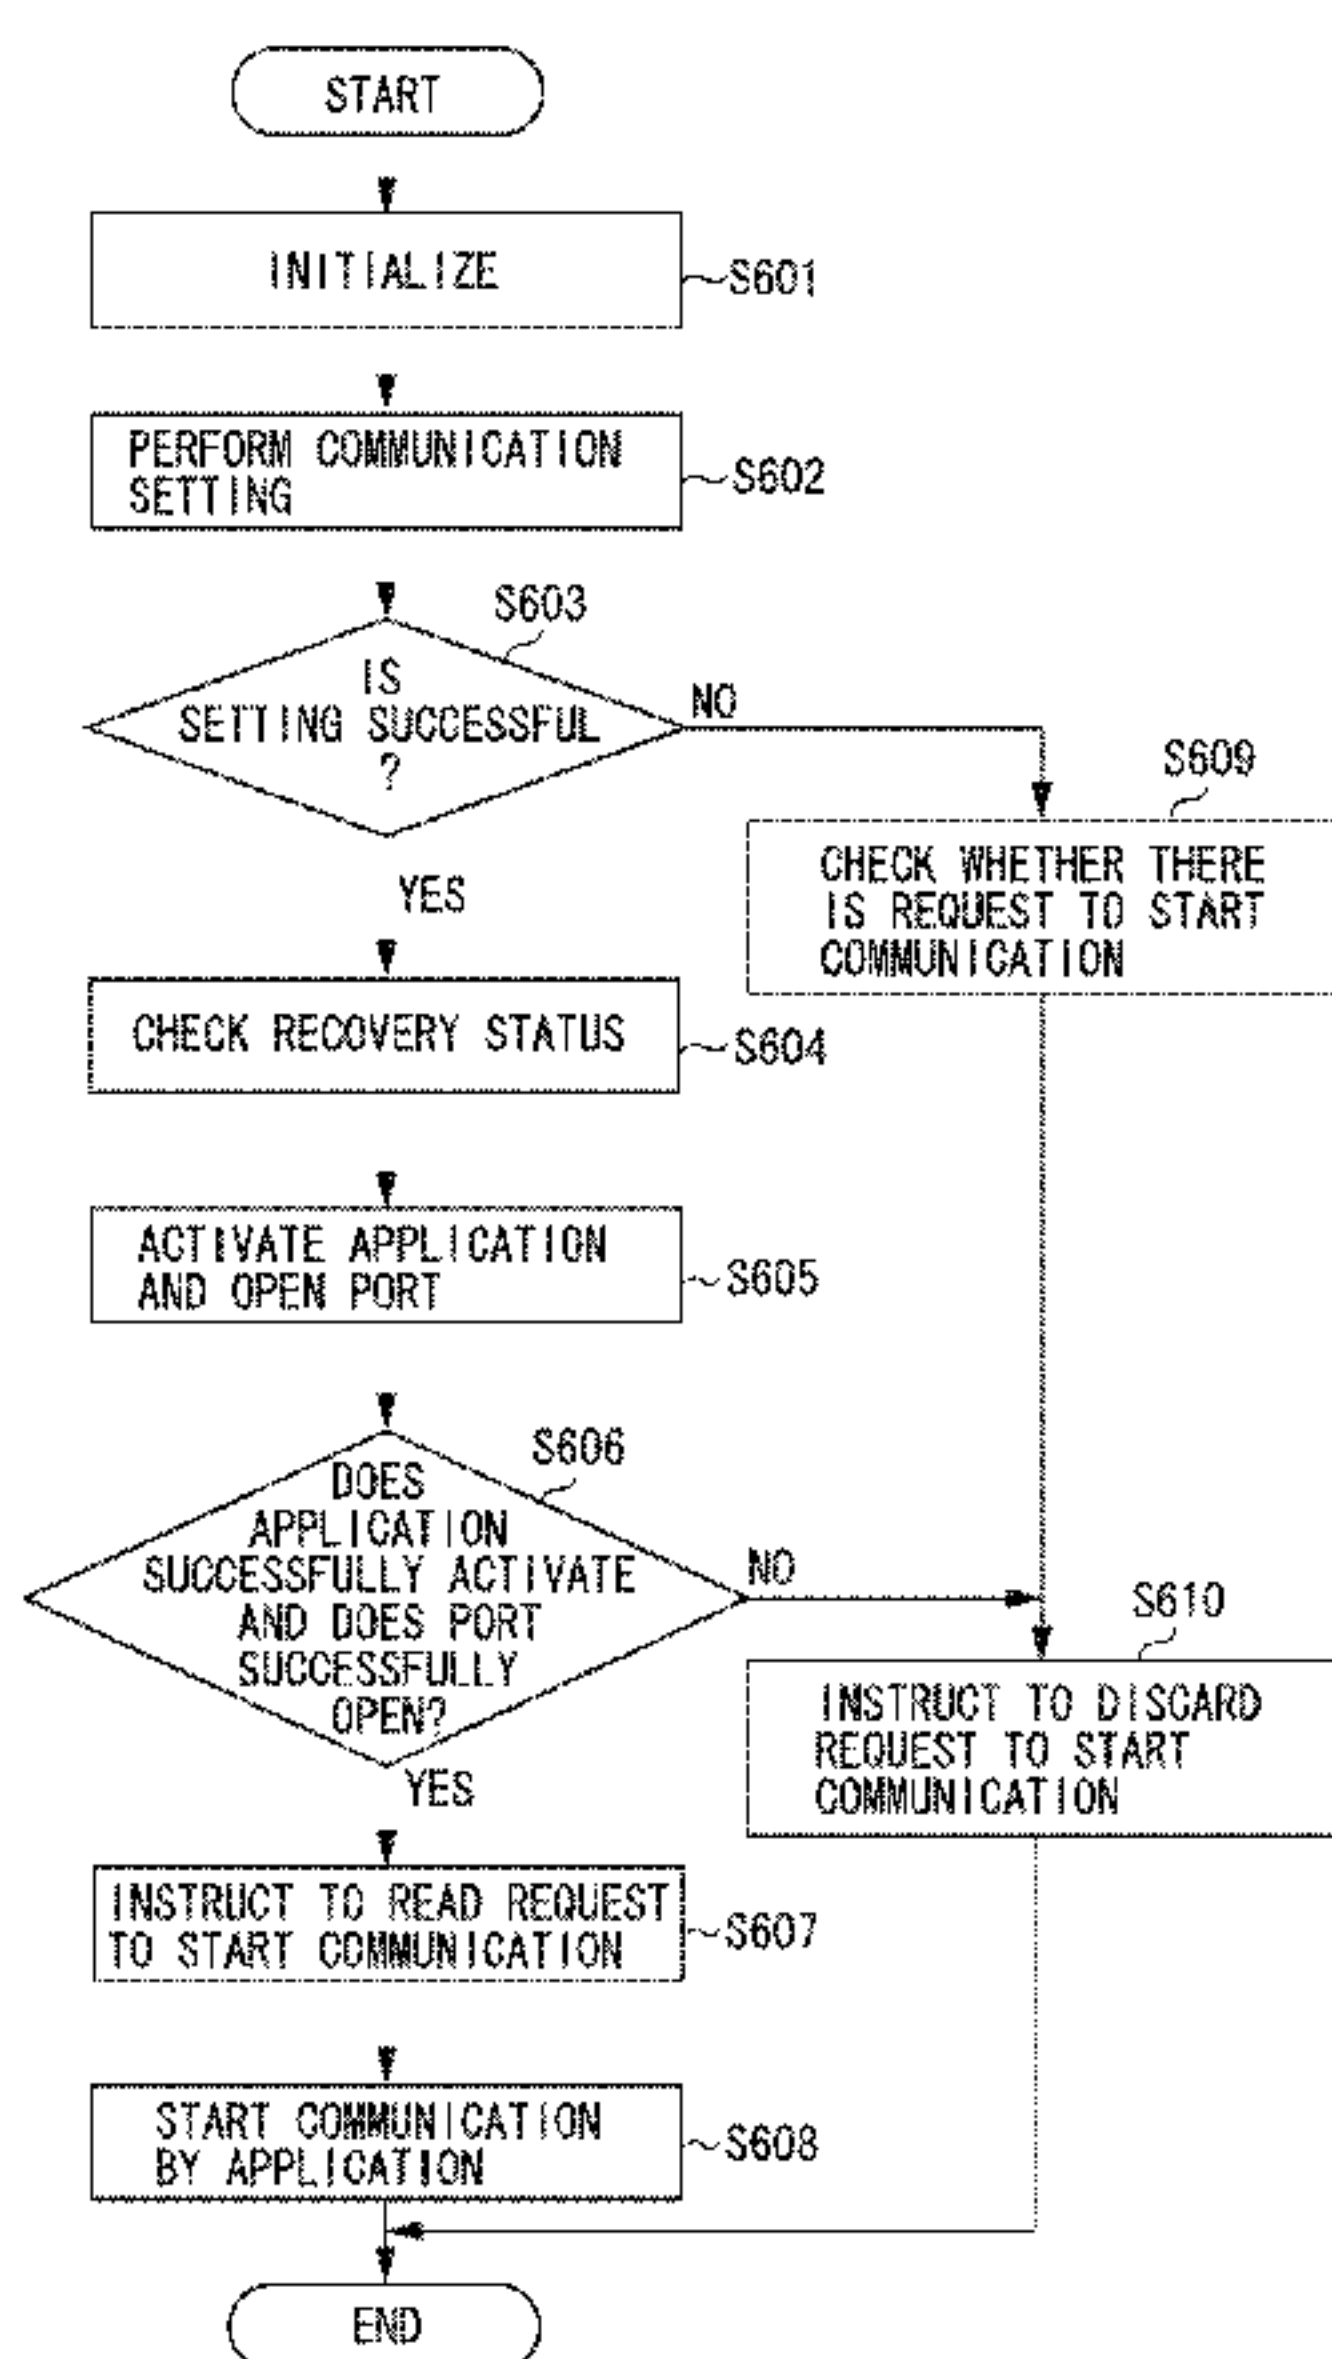 START
INITIALIZE
S601
PERFORM COMMUNICATION
SETTING
S602
S603
IS
SETTING SUCCESSFUL
?
NO
S609
CHECK WHETHER THERE
IS REQUEST TO START
COMMUNICATION
YES
CHECK RECOVERY STATUS
S604
ACTIVATE APPLICATION
AND OPEN PORT
S605
S606
DOES
APPLICATION
SUCCESSFULLY ACTIVATE
AND DOES PORT
SUCCESSFULLY
OPEN?
NO
S610
INSTRUCT TO DISCARD
REQUEST TO START
COMMUNICATION
YES
INSTRUCT TO READ REQUEST
TO START COMMUNICATION
S607
START COMMUNICATION
BY APPLICATION
S608
END